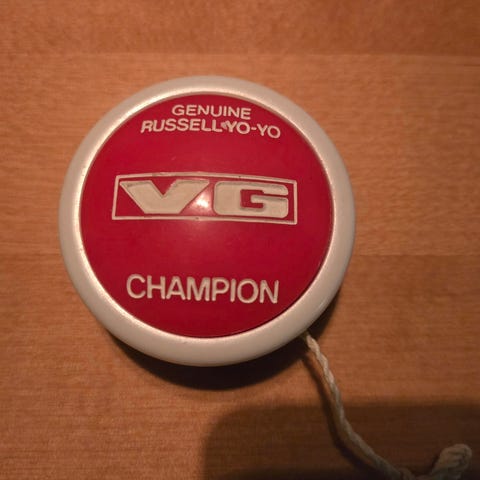 GENUINE
RUSSELL YO-YO
VG
CHAMPION